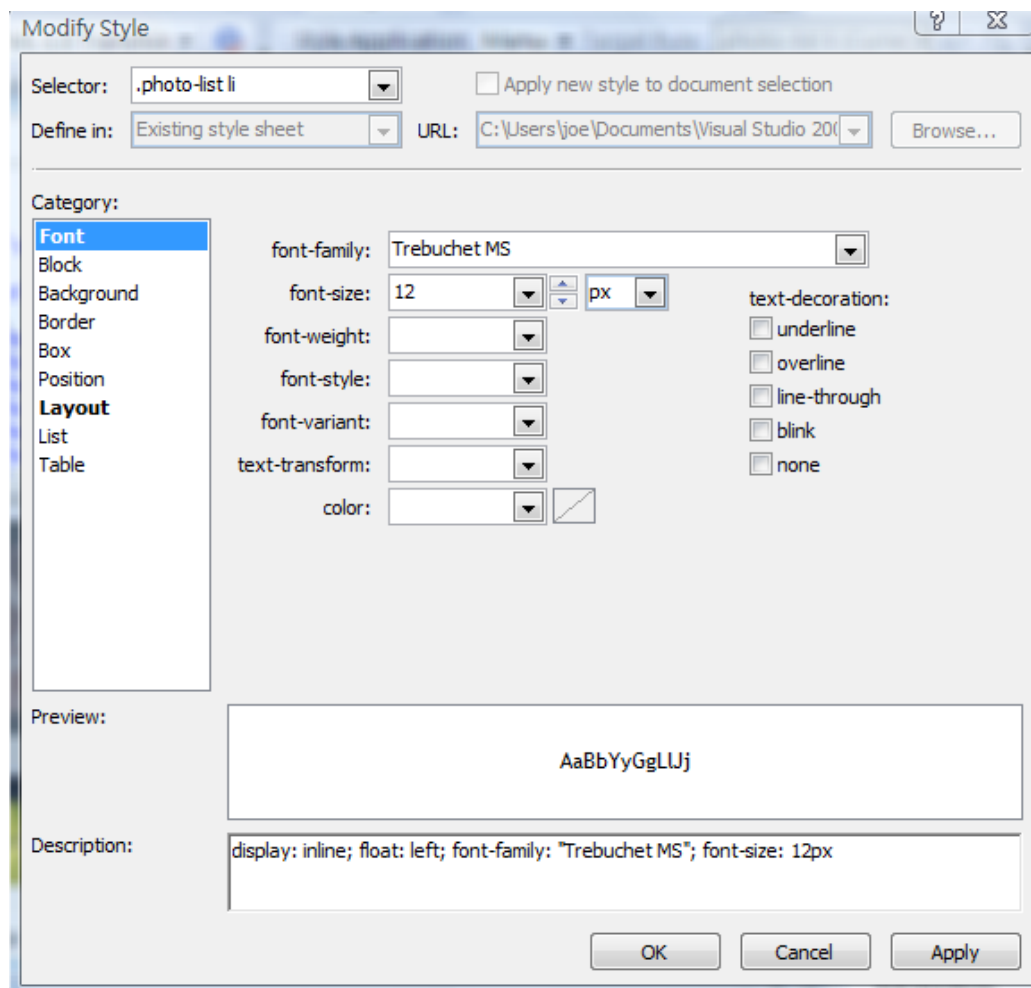 Modify Style
Selector: .photo-list li Apply new style to document selection
Define in: Existing style sheet URL: C:\Users\joe\Documents\Visual Studio 20 Browse...
Category:
Font
Block
Background
Border
Box
Position
Layout
List
Table
font-family: Trebuchet MS
font-size: 12 px
font-weight:
font-style:
font-variant:
text-transform:
color:
text-decoration:
underline
overline
line-through
blink
none
Preview:
AaBbYyGgLlJj
Description:
display: inline; float: left; font-family: "Trebuchet MS"; font-size: 12px
OK Cancel Apply